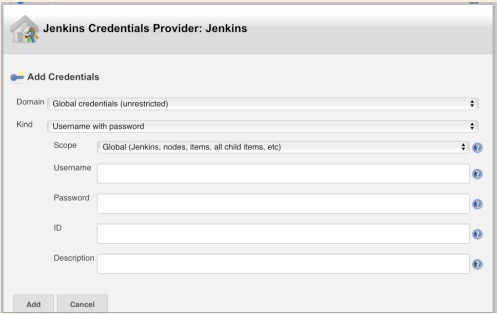 Jenkins Credentials Provider: Jenkins
Add Credentials
Domain Global credentials (unrestricted)
Kind Username with password
Scope Global (Jenkins, nodes, items, all child items, etc)
Username
Password
ID
Description
Add Cancel